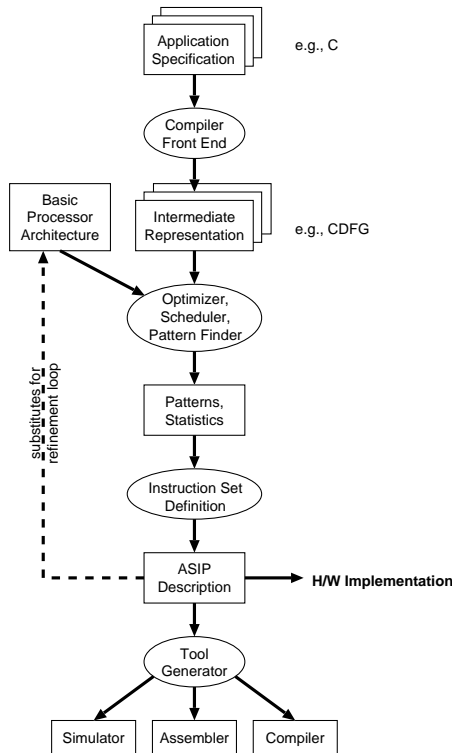 Application
Specification
e.g., C
Compiler
Front End
Basic
Processor
Architecture
Intermediate
Representation
e.g., CDFG
Optimizer,
Scheduler,
Pattern Finder
substitutes for
refinement loop
Patterns,
Statistics
Instruction Set
Definition
ASIP
Description
H/W Implementation
Tool
Generator
Simulator
Assembler
Compiler